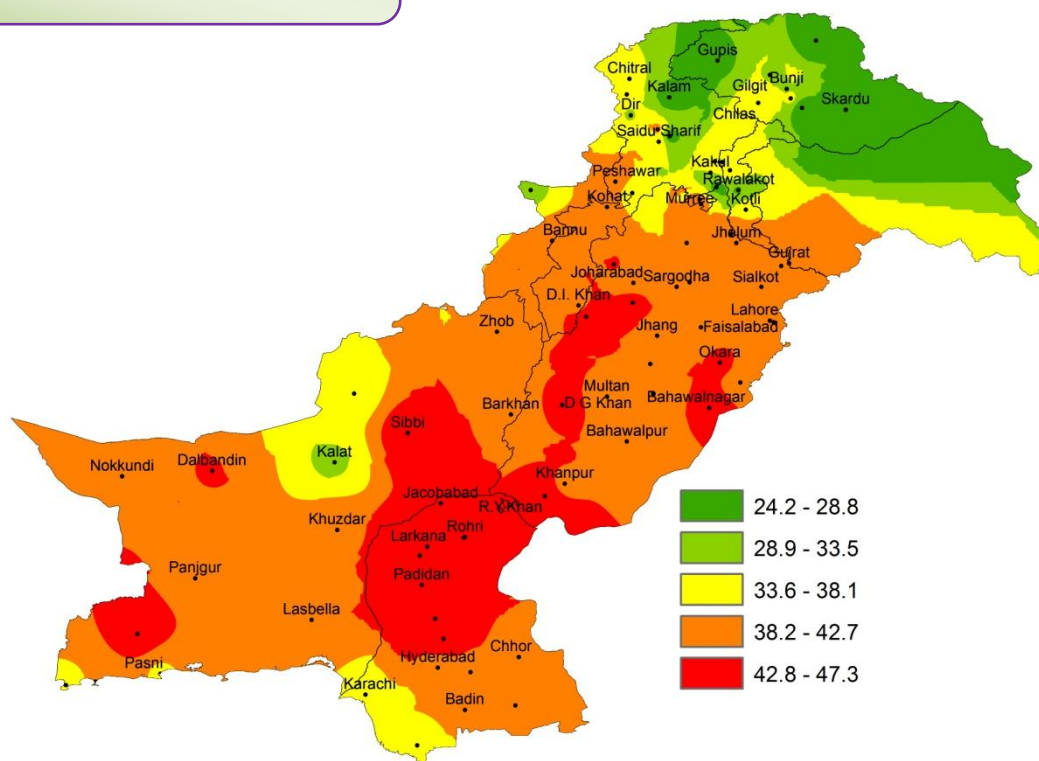 Gupis
Chitral
Bunji
Gilgit
Kalam
Skardu
Dir
Chilas
Saidu Sharif
Kakul
Peshawar
Rawalakot
Kohat
Murree
Kotli
Bannu
Jhelum
Gujrat
Joharabad
Sargodha
Sialkot
D.I. Khan
Lahore
Zhob
Jhang
Faisalabad
Okara
Multan
Barkhan
D G Khan
Bahawalnagar
Sibbi
Bahawalpur
Kalat
Nokkundi
Dalbandin
Khanpur
Jacobabad
R.Y.Khan
Khuzdar
Rohri
Larkana
Panjgur
Padidan
Lasbella
Chhor
Pasni
Hyderabad
Karachi
Badin
24.2 - 28.8
28.9 - 33.5
33.6 - 38.1
38.2 - 42.7
42.8 - 47.3